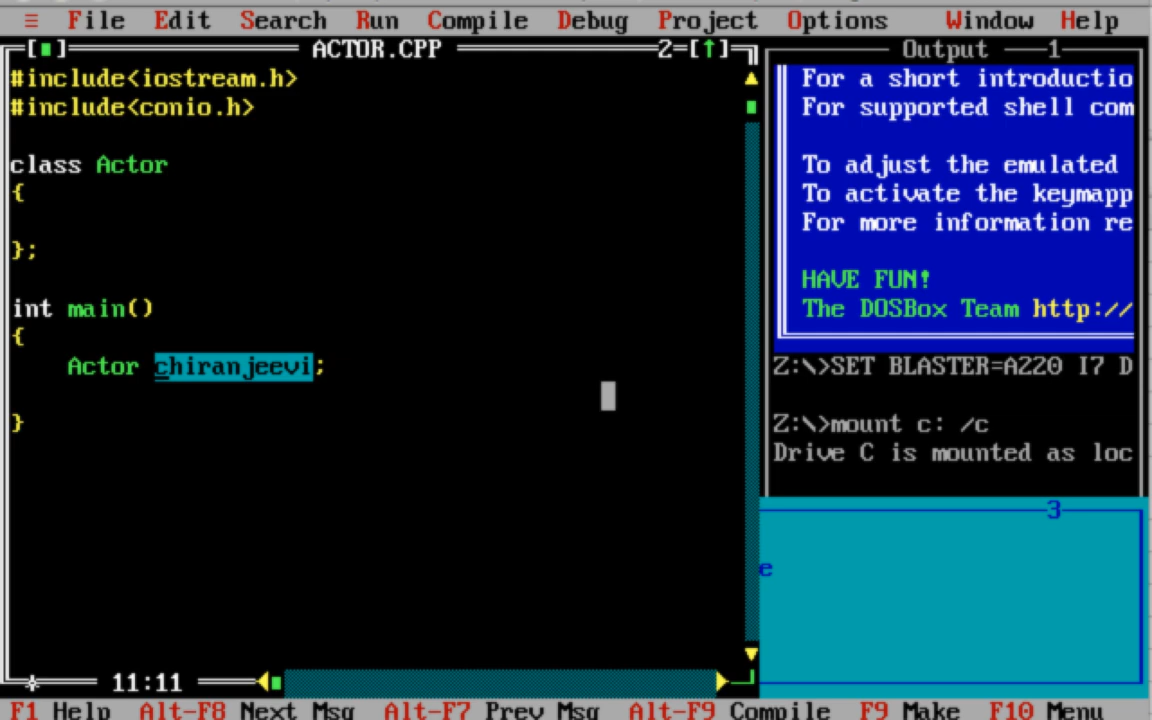 ≡ File Edit Search Run Compile Debug Project Options Window Help
[■] ACTOR.CPP 2=[↑]
#include<iostream.h>
#include<conio.h>
class Actor
{
};
int main()
{
Actor chiranjeevi;
}
11:11
Output 1
For a short introductio
For supported shell com
To adjust the emulated
To activate the keymapp
For more information re
HAVE FUN!
The DOSBox Team http://
Z:\>SET BLASTER=A220 I7 D
Z:\>mount c: /c
Drive C is mounted as loc
3
e
F1 Help Alt-F8 Next Msg Alt-F7 Prev Msg Alt-F9 Compile F9 Make F10 Menu